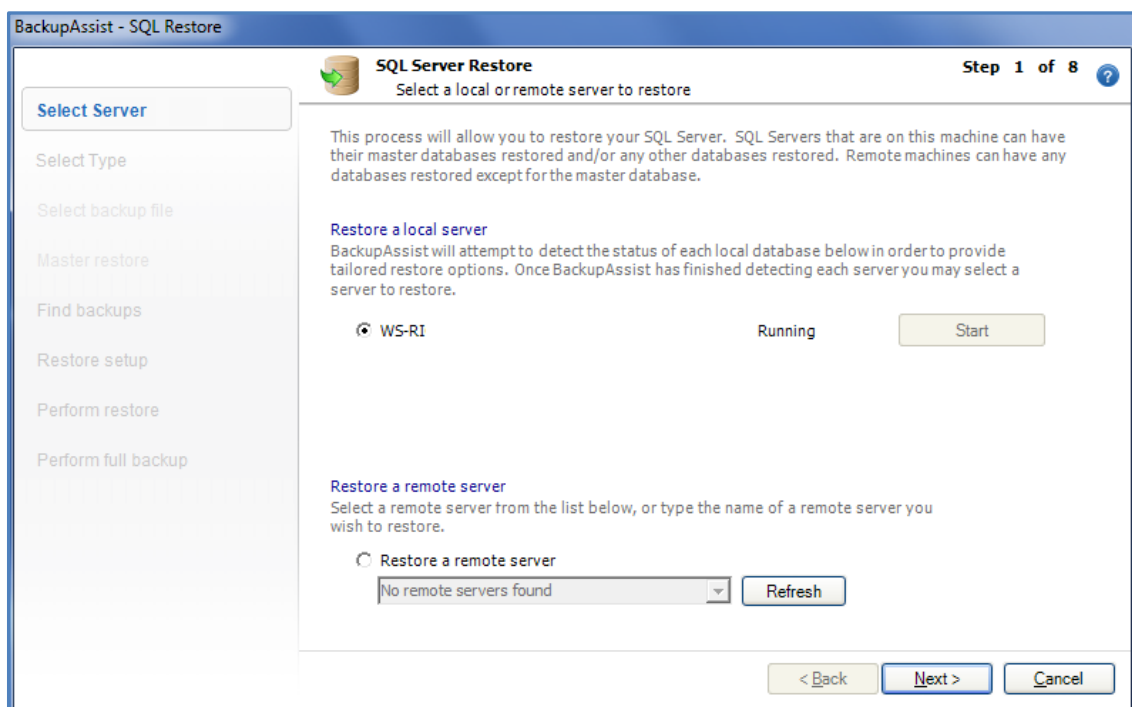 BackupAssist - SQL Restore
SQL Server Restore
Step 1 of 8
?
Select a local or remote server to restore
Select Server
Select Type
Select backup file
Master restore
Find backups
Restore setup
Perform restore
Perform full backup
This process will allow you to restore your SQL Server. SQL Servers that are on this machine can have
their master databases restored and/or any other databases restored. Remote machines can have any
databases restored except for the master database.
Restore a local server
BackupAssist will attempt to detect the status of each local database below in order to provide
tailored restore options. Once BackupAssist has finished detecting each server you may select a
server to restore.
WS-RI Running Start
Restore a remote server
Select a remote server from the list below, or type the name of a remote server you
wish to restore.
Restore a remote server
No remote servers found Refresh
< Back Next > Cancel